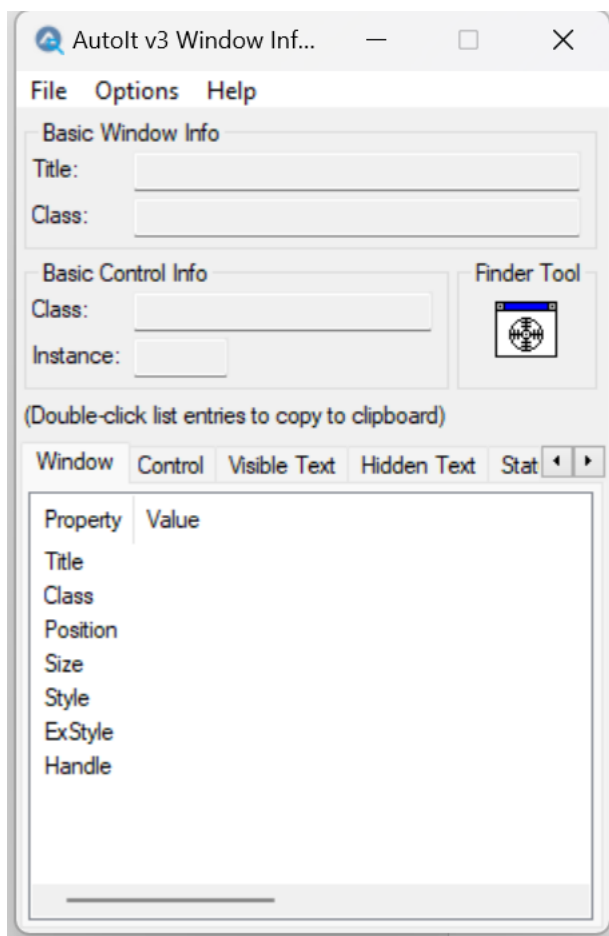 AutoIt v3 Window Inf...
File Options Help
Basic Window Info
Title:
Class:
Basic Control Info
Finder Tool
Class:
Instance:
(Double-click list entries to copy to clipboard)
Window Control Visible Text Hidden Text Stat
Property Value
Title
Class
Position
Size
Style
ExStyle
Handle